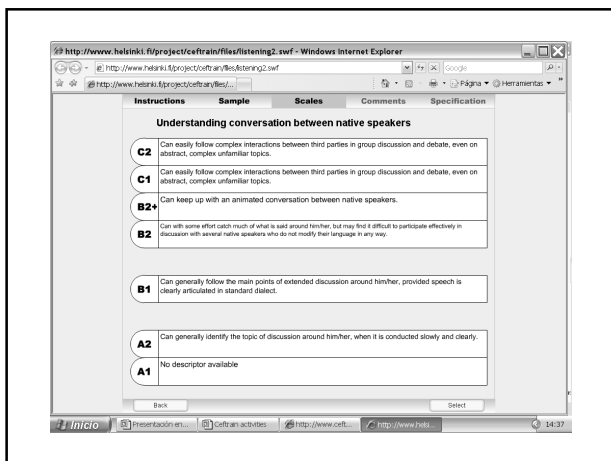 http://www.helsinki.fi/project/ceftrain/files/listening2.swf - Windows Internet Explorer
http://www.helsinki.fi/project/ceftrain/files/listening2.swf
Google
http://www.helsinki.fi/project/ceftrain/files/...
Página
Herramientas
Instructions Sample Scales Comments Specification
Understanding conversation between native speakers
C2
Can easily follow complex interactions between third parties in group discussion and debate, even on
abstract, complex unfamiliar topics.
C1
Can easily follow complex interactions between third parties in group discussion and debate, even on
abstract, complex unfamiliar topics.
B2+
Can keep up with an animated conversation between native speakers.
B2
Can with some effort catch much of what is said around him/her, but may find it difficult to participate effectively in
discussion with several native speakers who do not modify their language in any way.
B1
Can generally follow the main points of extended discussion around him/her, provided speech is
clearly articulated in standard dialect.
A2
Can generally identify the topic of discussion around him/her, when it is conducted slowly and clearly.
A1
No descriptor available
Back Select
Inicio Presentación en... Ceftrain activities http://www.ceft... http://www.helsi... 14:37